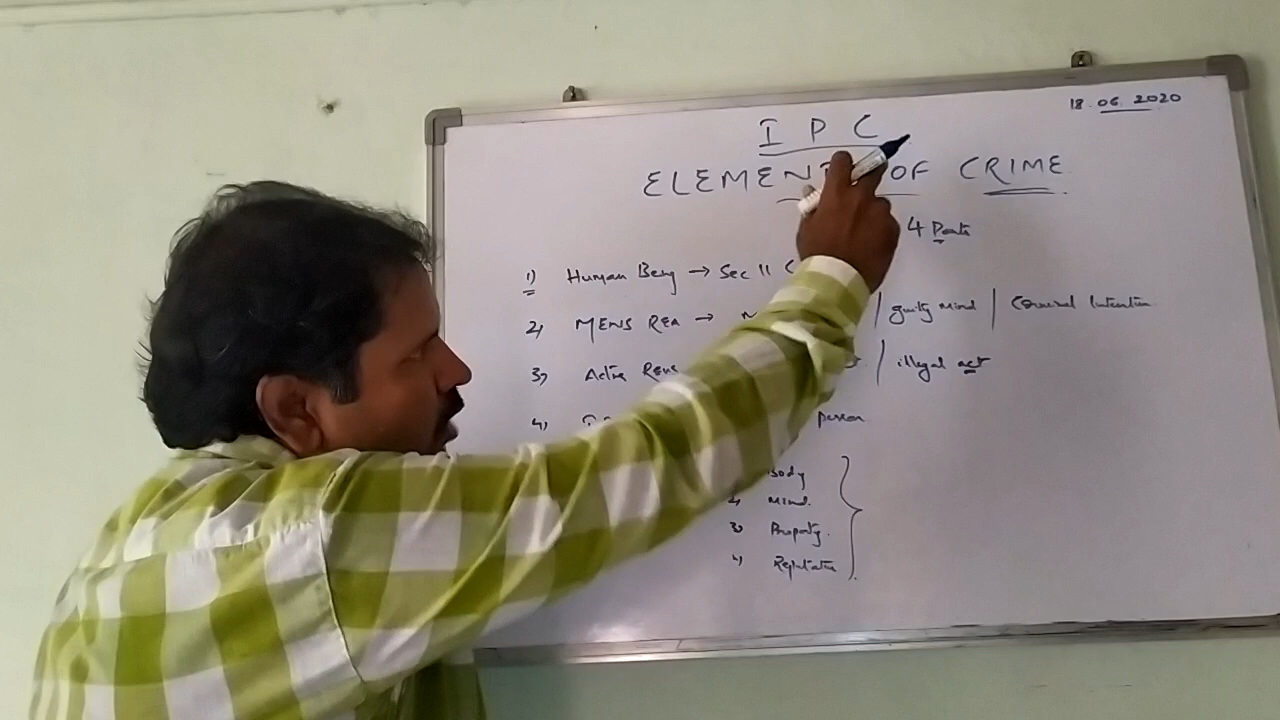 18.06.2020
I P C
ELEMENTS OF CRIME
4 Parts
1) Human Being → Sec 11
2) MENS REA → | guilty Mind | Criminal Intention
3) Actus Reus | illegal act
4) person
Body
2) Mind.
3) Property.
4) Reputation